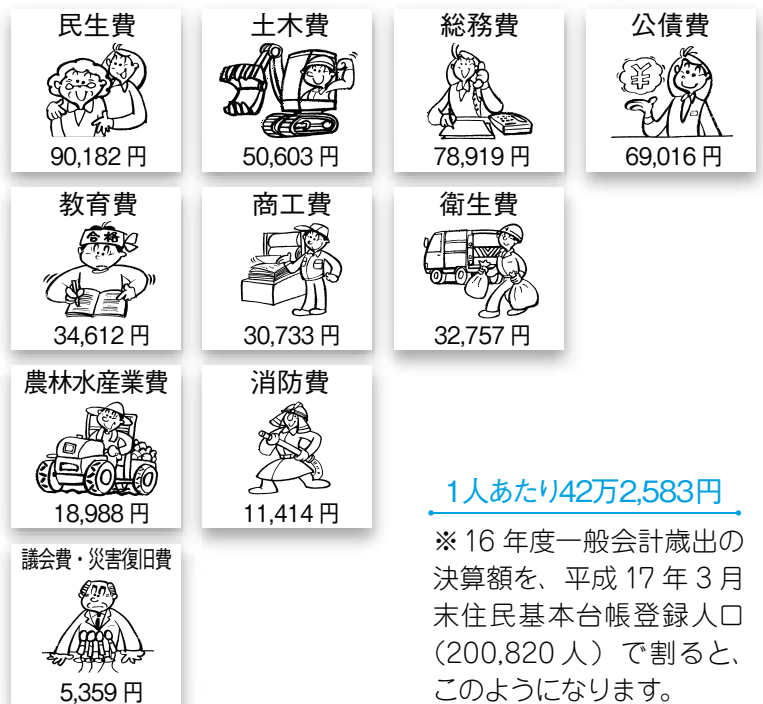 民生費
90,182 円
土木費
50,603 円
総務費
78,919 円
公債費
¥
69,016 円
教育費
合格
34,612 円
商工費
30,733 円
衛生費
32,757 円
農林水産業費
18,988 円
消防費
11,414 円
議会費・災害復旧費
5,359 円
1人あたり42万2,583円
※ 16 年度一般会計歳出の
決算額を、平成 17 年 3 月
末住民基本台帳登録人口
(200,820 人) で割ると、
このようになります。